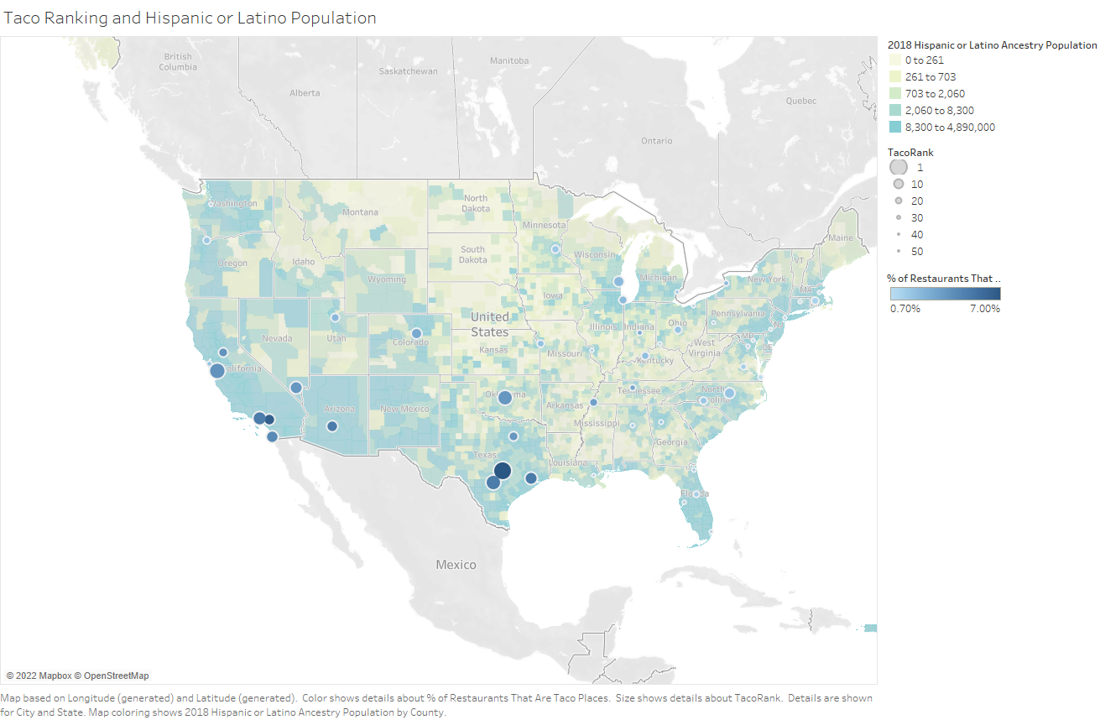 Taco Ranking and Hispanic or Latino Population
2018 Hispanic or Latino Ancestry Population
0 to 261
261 to 703
703 to 2,060
2,060 to 8,300
8,300 to 4,890,000
TacoRank
1
10
20
30
40
50
% of Restaurants That ..
0.70%
7.00%
British
Columbia
Alberta
Saskatchewan
Manitoba
Ontario
Quebec
Washington
Montana
North
Dakota
Minnesota
Maine
Oregon
Idaho
South
Dakota
Wisconsin
Michigan
VT
New York
Wyoming
Iowa
United
States
Nevada
Utah
Colorado
Kansas
Missouri
Illinois
Indiana
Ohio
Pennsylvania
West
Virginia
Kentucky
California
Arizona
New Mexico
Arkansas
Tennessee
North
Mississippi
Georgia
Texas
Louisiana
Mexico
© 2022 Mapbox © OpenStreetMap
Map based on Longitude (generated) and Latitude (generated). Color shows details about % of Restaurants That Are Taco Places. Size shows details about TacoRank. Details are shown
for City and State. Map coloring shows 2018 Hispanic or Latino Ancestry Population by County.